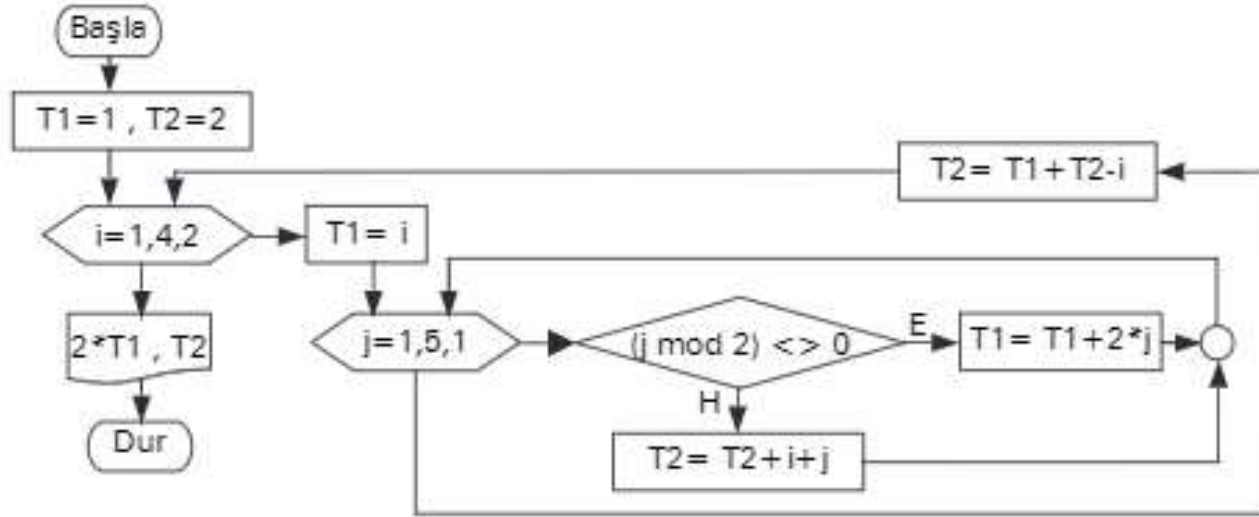 Başla
T1=1 , T2=2
T2= T1+T2-i
i=1,4,2
T1= i
2*T1 , T2
j=1,5,1
(j mod 2) <> 0
E
T1= T1+2*j
H
T2= T2+i+j
Dur